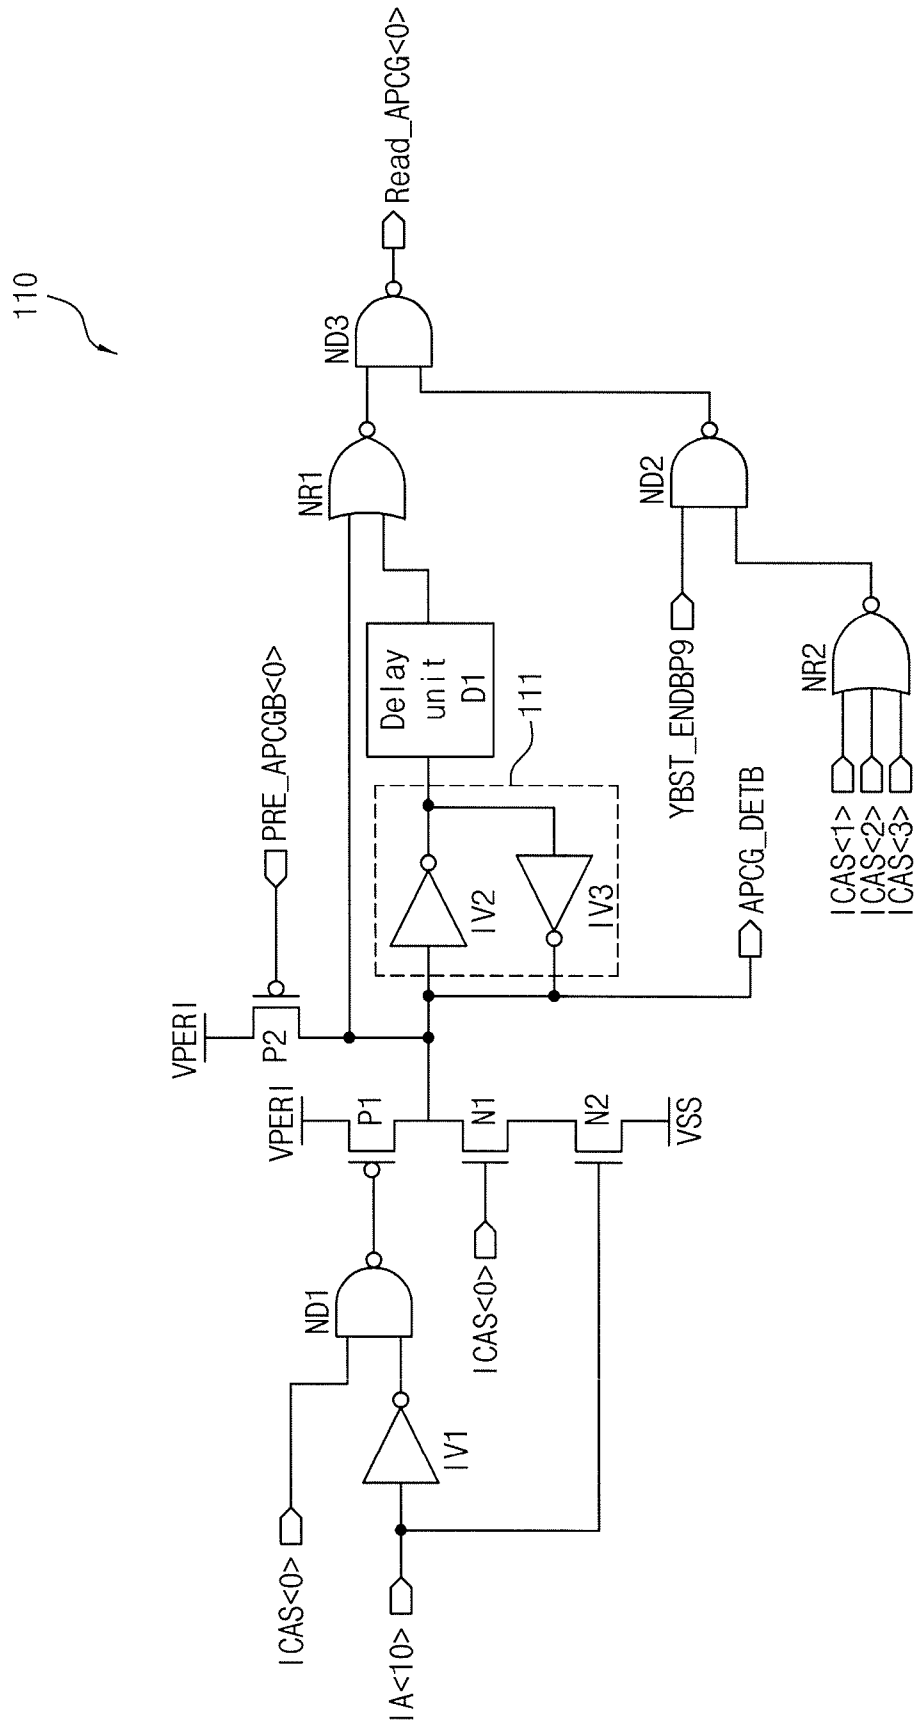 110
Read_APCG<0>
ND3
NR1
ND2
NR2
PRE_APCGB<0>
Delay
unit
D1
111
YBST_ENDBP9
APCG_DETB
ICAS<1>
ICAS<2>
ICAS<3>
IV2
IV3
VPERI
P2
VPERI
P1
N1
N2
VSS
ND1
ICAS<0>
IV1
ICAS<0>
IA<10>